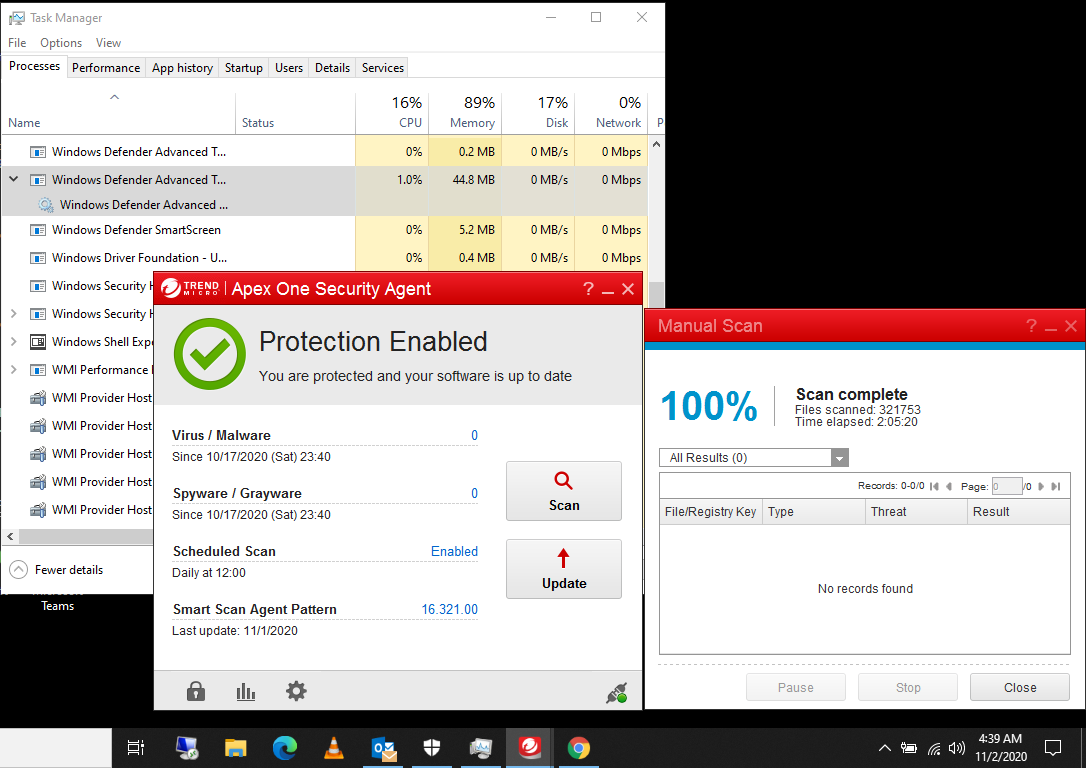 Task Manager
File Options View
Processes Performance App history Startup Users Details Services
16% 89% 17% 0%
Name Status CPU Memory Disk Network P
Windows Defender Advanced T... 0% 0.2 MB 0 MB/s 0 Mbps
Windows Defender Advanced T... 1.0% 44.8 MB 0 MB/s 0 Mbps
Windows Defender Advanced ...
Windows Defender SmartScreen 0% 5.2 MB 0 MB/s 0 Mbps
Windows Driver Foundation - U... 0% 0.4 MB 0 MB/s 0 Mbps
Windows Security H
Windows Security H
Windows Shell Expe
WMI Performance
WMI Provider Host
WMI Provider Host
WMI Provider Host
WMI Provider Host
WMI Provider Host
Fewer details
Teams
TREND MICRO Apex One Security Agent ?
Protection Enabled
You are protected and your software is up to date
Virus / Malware 0
Since 10/17/2020 (Sat) 23:40
Spyware / Grayware 0
Since 10/17/2020 (Sat) 23:40
Scheduled Scan Enabled
Daily at 12:00
Smart Scan Agent Pattern 16.321.00
Last update: 11/1/2020
Scan
Update
Manual Scan ?
100%
Scan complete
Files scanned: 321753
Time elapsed: 2:05:20
All Results (0)
Records: 0-0/0 Page: 0 /0
File/Registry Key Type Threat Result
No records found
Pause Stop Close
4:39 AM
11/2/2020